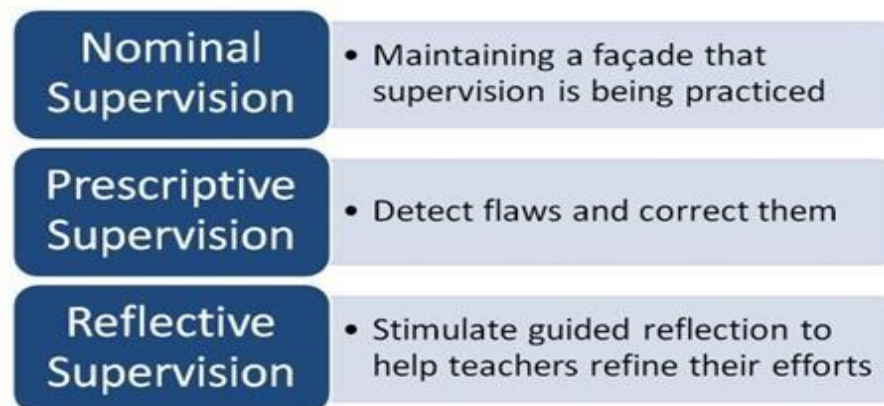 Nominal
Supervision
• Maintaining a façade that
supervision is being practiced
Prescriptive
Supervision
• Detect flaws and correct them
Reflective
Supervision
• Stimulate guided reflection to
help teachers refine their efforts